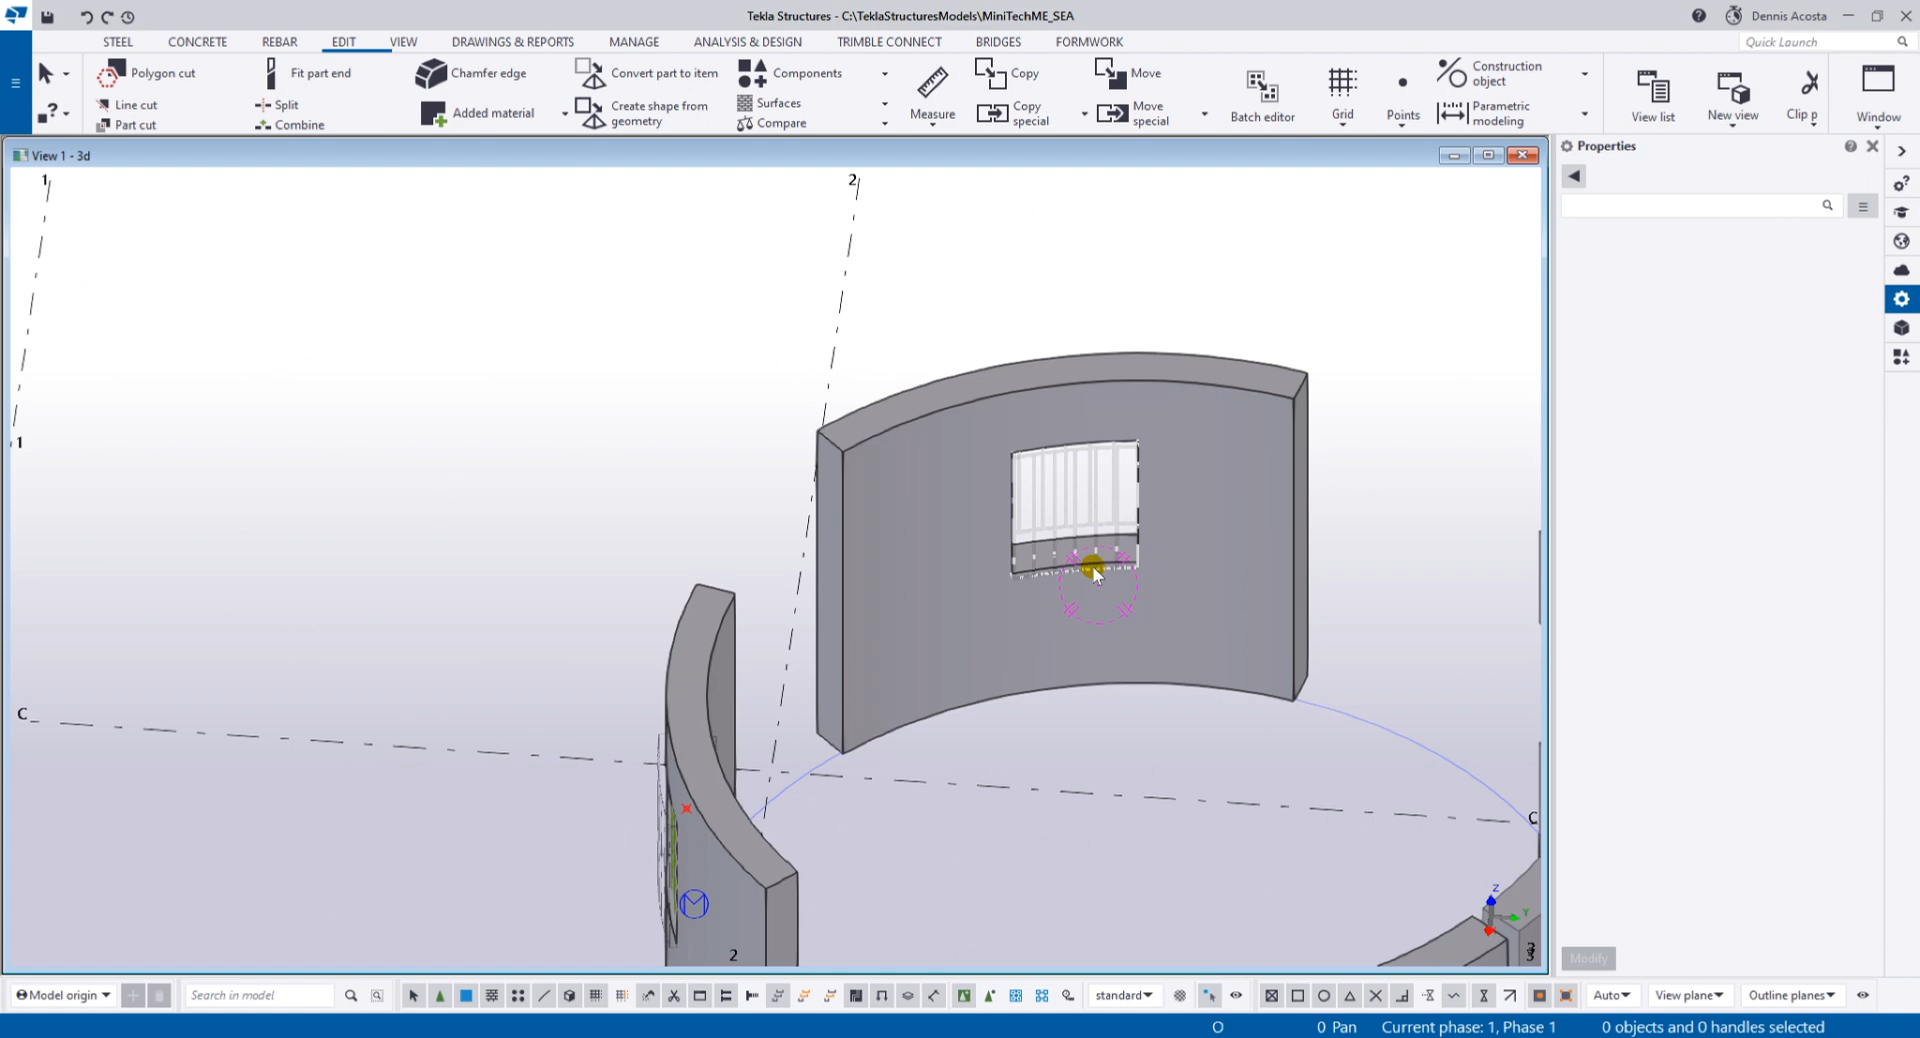 Tekla Structures - C:\TeklaStructuresModels\MiniTechME_SEA
Dennis Acosta
STEEL CONCRETE REBAR EDIT VIEW DRAWINGS & REPORTS MANAGE ANALYSIS & DESIGN TRIMBLE CONNECT BRIDGES FORMWORK
Quick Launch
Polygon cut
Line cut
Part cut
Fit part end
Split
Combine
Chamfer edge
Added material
Convert part to item
Create shape from
geometry
Components
Surfaces
Compare
Measure
Copy
Copy
special
Move
Move
special
Batch editor
Grid
Points
Construction
object
Parametric
modeling
View list
New view
Clip p
Window
View 1 - 3d
Properties
1
2
1
C
C
2
3
Z
Y
Modify
Model origin
Search in model
standard
Auto
View plane
Outline planes
O
0 Pan
Current phase: 1, Phase 1
0 objects and 0 handles selected